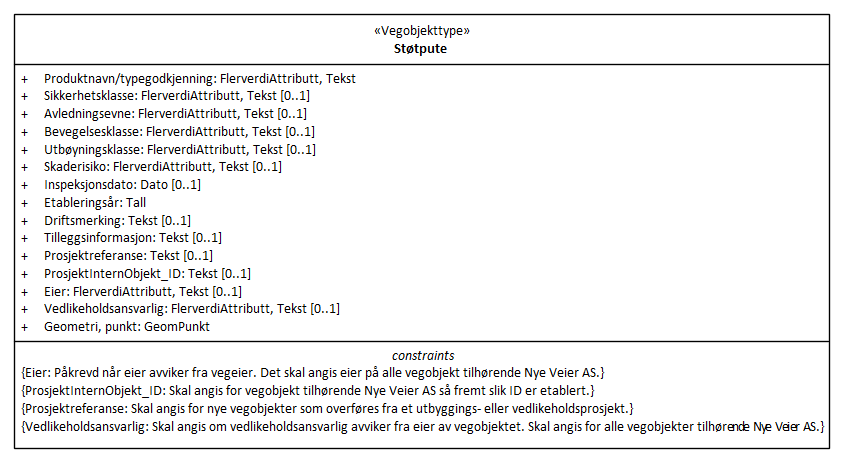 «Vegobjekttype»
Støtpute
+ Produktnavn/typegodkjenning: FlerverdiAttributt, Tekst
+ Sikkerhetsklasse: FlerverdiAttributt, Tekst [0..1]
+ Avledningsevne: FlerverdiAttributt, Tekst [0..1]
+ Bevegelsesklasse: FlerverdiAttributt, Tekst [0..1]
+ Utbøyningsklasse: FlerverdiAttributt, Tekst [0..1]
+ Skaderisiko: FlerverdiAttributt, Tekst [0..1]
+ Inspeksjonsdato: Dato [0..1]
+ Etableringsår: Tall
+ Driftsmerking: Tekst [0..1]
+ Tilleggsinformasjon: Tekst [0..1]
+ Prosjektreferanse: Tekst [0..1]
+ ProsjektInternObjekt_ID: Tekst [0..1]
+ Eier: FlerverdiAttributt, Tekst [0..1]
+ Vedlikeholdsansvarlig: FlerverdiAttributt, Tekst [0..1]
+ Geometri, punkt: GeomPunkt
constraints
{Eier: Påkrevd når eier avviker fra vegeier. Det skal angis eier på alle vegobjekt tilhørende Nye Veier AS.}
{ProsjektInternObjekt_ID: Skal angis for vegobjekt tilhørende Nye Veier AS så fremt slik ID er etablert.}
{Prosjektreferanse: Skal angis for nye vegobjekter som overføres fra et utbyggings- eller vedlikeholdsprosjekt.}
{Vedlikeholdsansvarlig: Skal angis om vedlikeholdsansvarlig avviker fra eier av vegobjektet. Skal angis for alle vegobjekter tilhørende Nye Veier AS.}